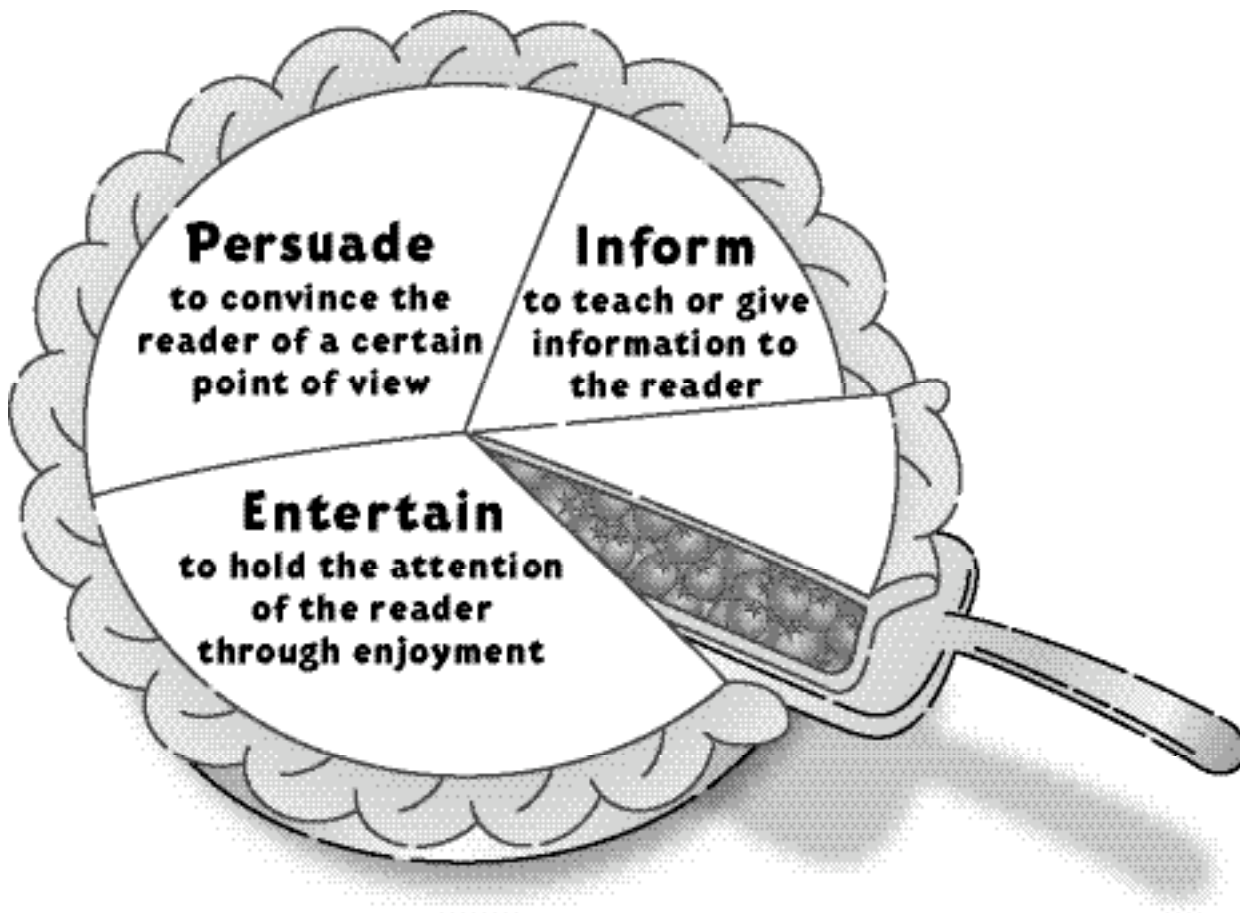 Persuade
to convince the
reader of a certain
point of view
Inform
to teach or give
information to
the reader
Entertain
to hold the attention
of the reader
through enjoyment